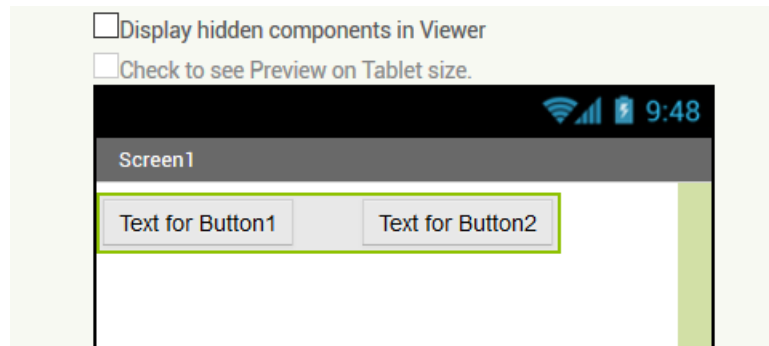 Display hidden components in Viewer
Check to see Preview on Tablet size.
9:48
Screen1
Text for Button1 Text for Button2